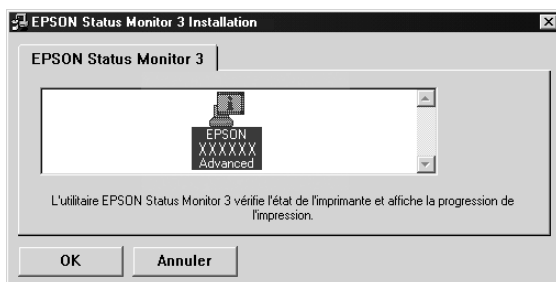 EPSON Status Monitor 3 Installation
EPSON Status Monitor 3
EPSON
XXXXXX
Advanced
L'utilitaire EPSON Status Monitor 3 vérifie l'état de l'imprimante et affiche la progression de
l'impression.
OK
Annuler